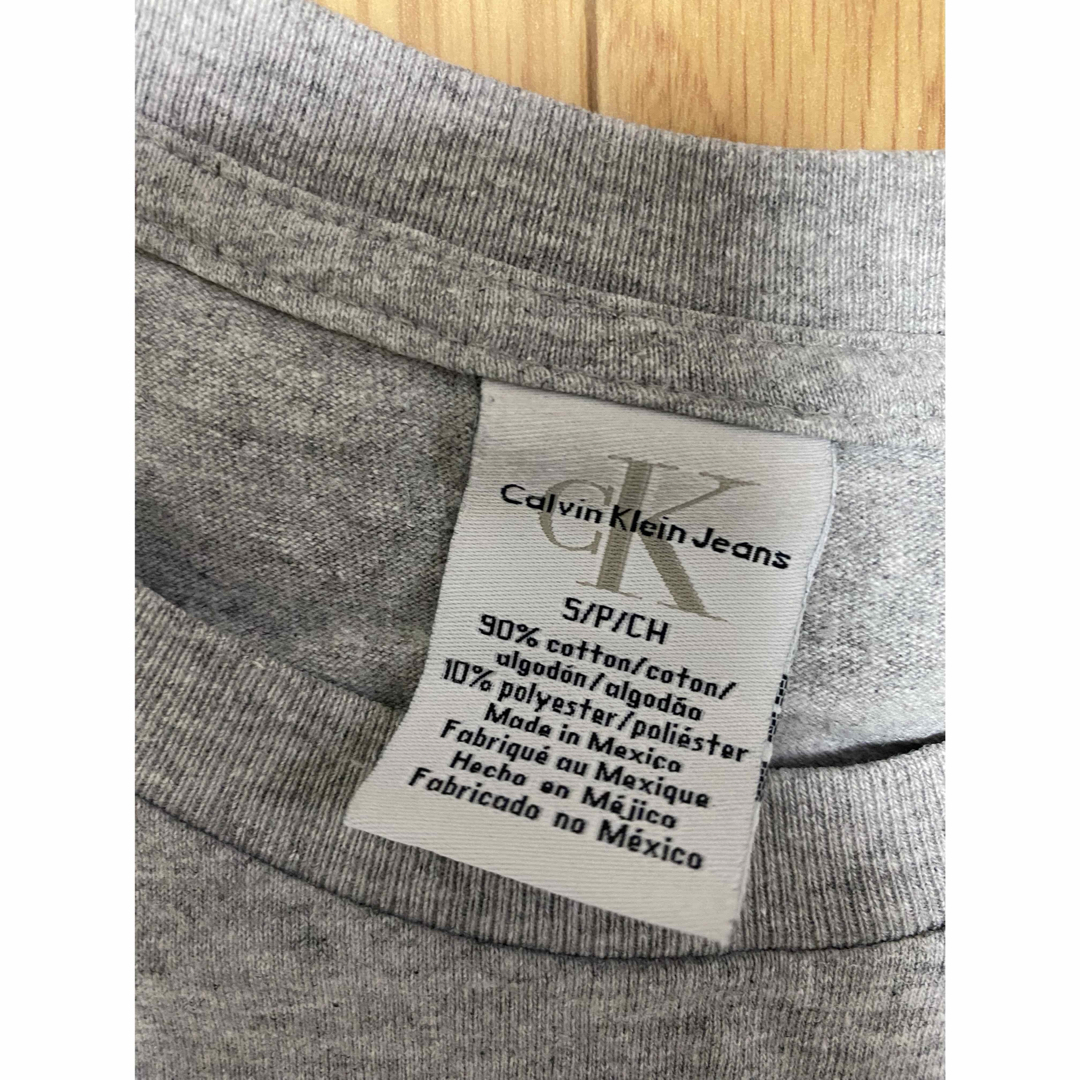 CK
Calvin Klein Jeans
S/P/CH
90% cotton/coton/
algodón/algodão
10% polyester/poliéster
Made in Mexico
Fabriqué au Mexique
Hecho en Méjico
Fabricado no México